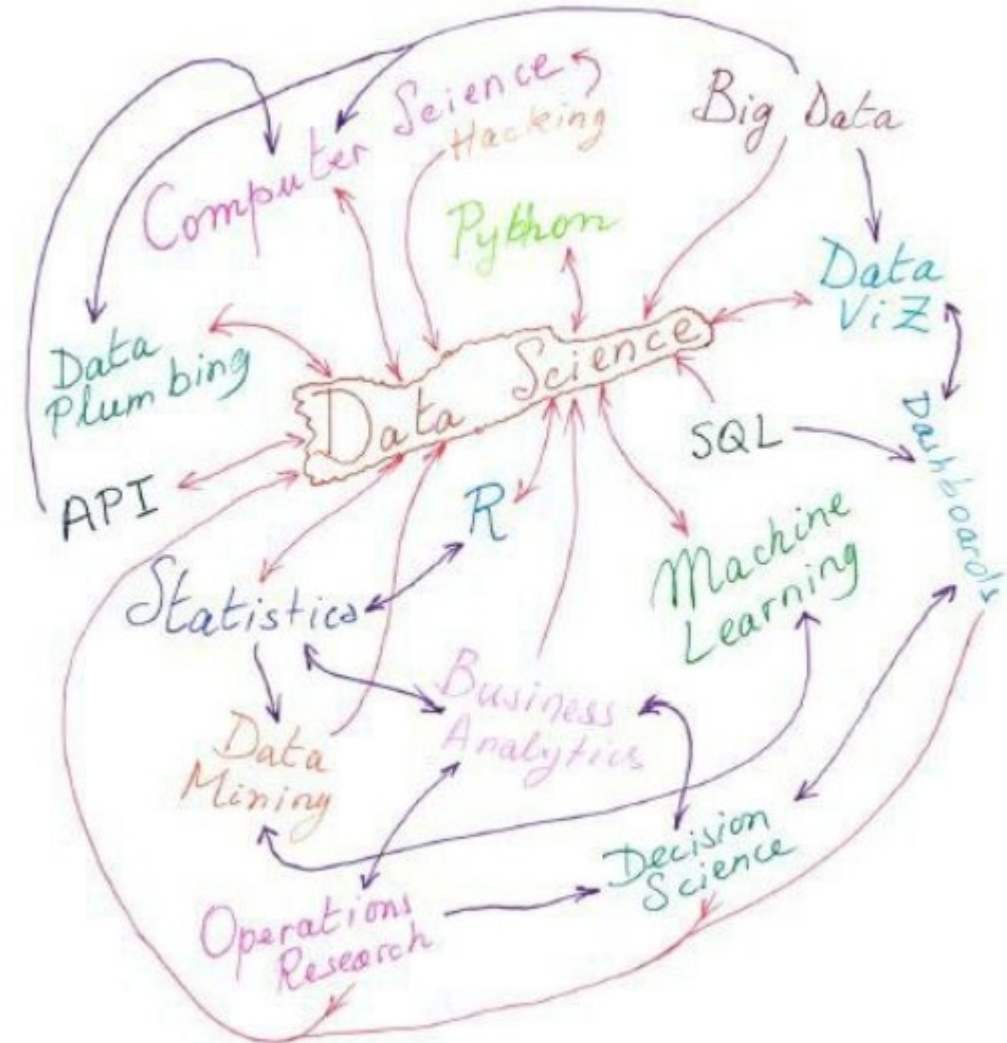 Computer Science
Hacking
Big Data
Python
Data
ViZ
Data
Plumbing
Data Science
API
SQL
Dashboards
R
Statistics
Machine
Learning
Business
Analytics
Data
Mining
Decision
Science
Operations
Research